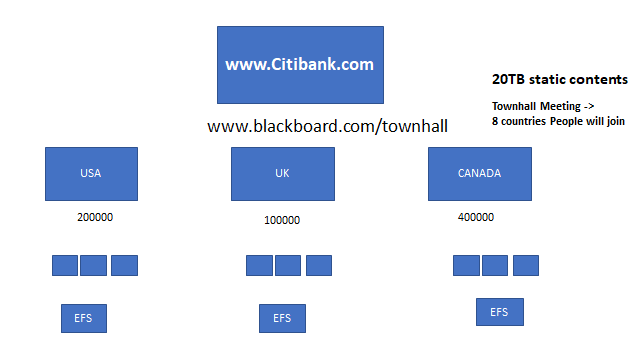 www.Citibank.com
20TB static contents
Townhall Meeting ->
8 countries People will join
www.blackboard.com/townhall
USA
UK
CANADA
200000
100000
400000
EFS
EFS
EFS